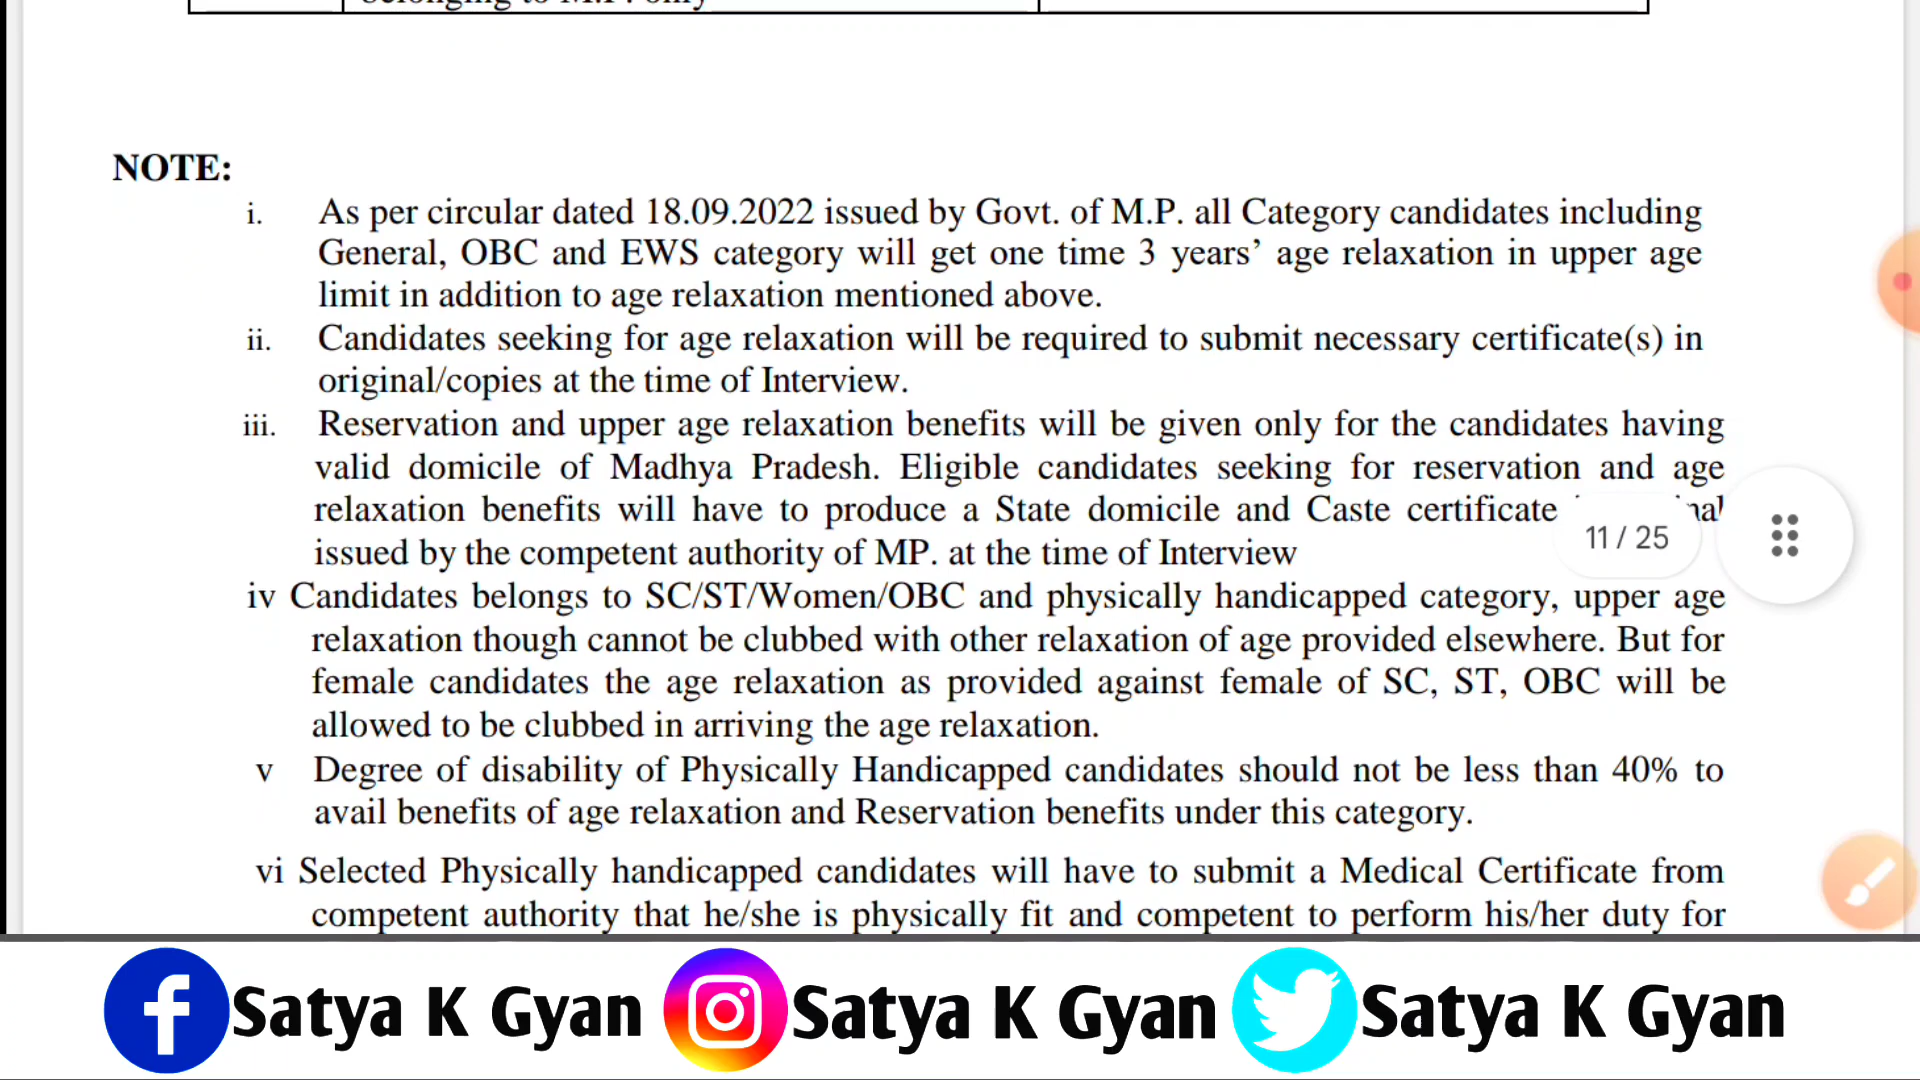 belonging to M.P. only
NOTE:
i. As per circular dated 18.09.2022 issued by Govt. of M.P. all Category candidates including
General, OBC and EWS category will get one time 3 years’ age relaxation in upper age
limit in addition to age relaxation mentioned above.
ii. Candidates seeking for age relaxation will be required to submit necessary certificate(s) in
original/copies at the time of Interview.
iii. Reservation and upper age relaxation benefits will be given only for the candidates having
valid domicile of Madhya Pradesh. Eligible candidates seeking for reservation and age
relaxation benefits will have to produce a State domicile and Caste certificate
11 / 25
issued by the competent authority of MP. at the time of Interview
iv Candidates belongs to SC/ST/Women/OBC and physically handicapped category, upper age
relaxation though cannot be clubbed with other relaxation of age provided elsewhere. But for
female candidates the age relaxation as provided against female of SC, ST, OBC will be
allowed to be clubbed in arriving the age relaxation.
v Degree of disability of Physically Handicapped candidates should not be less than 40% to
avail benefits of age relaxation and Reservation benefits under this category.
vi Selected Physically handicapped candidates will have to submit a Medical Certificate from
competent authority that he/she is physically fit and competent to perform his/her duty for
Satya K Gyan Satya K Gyan Satya K Gyan